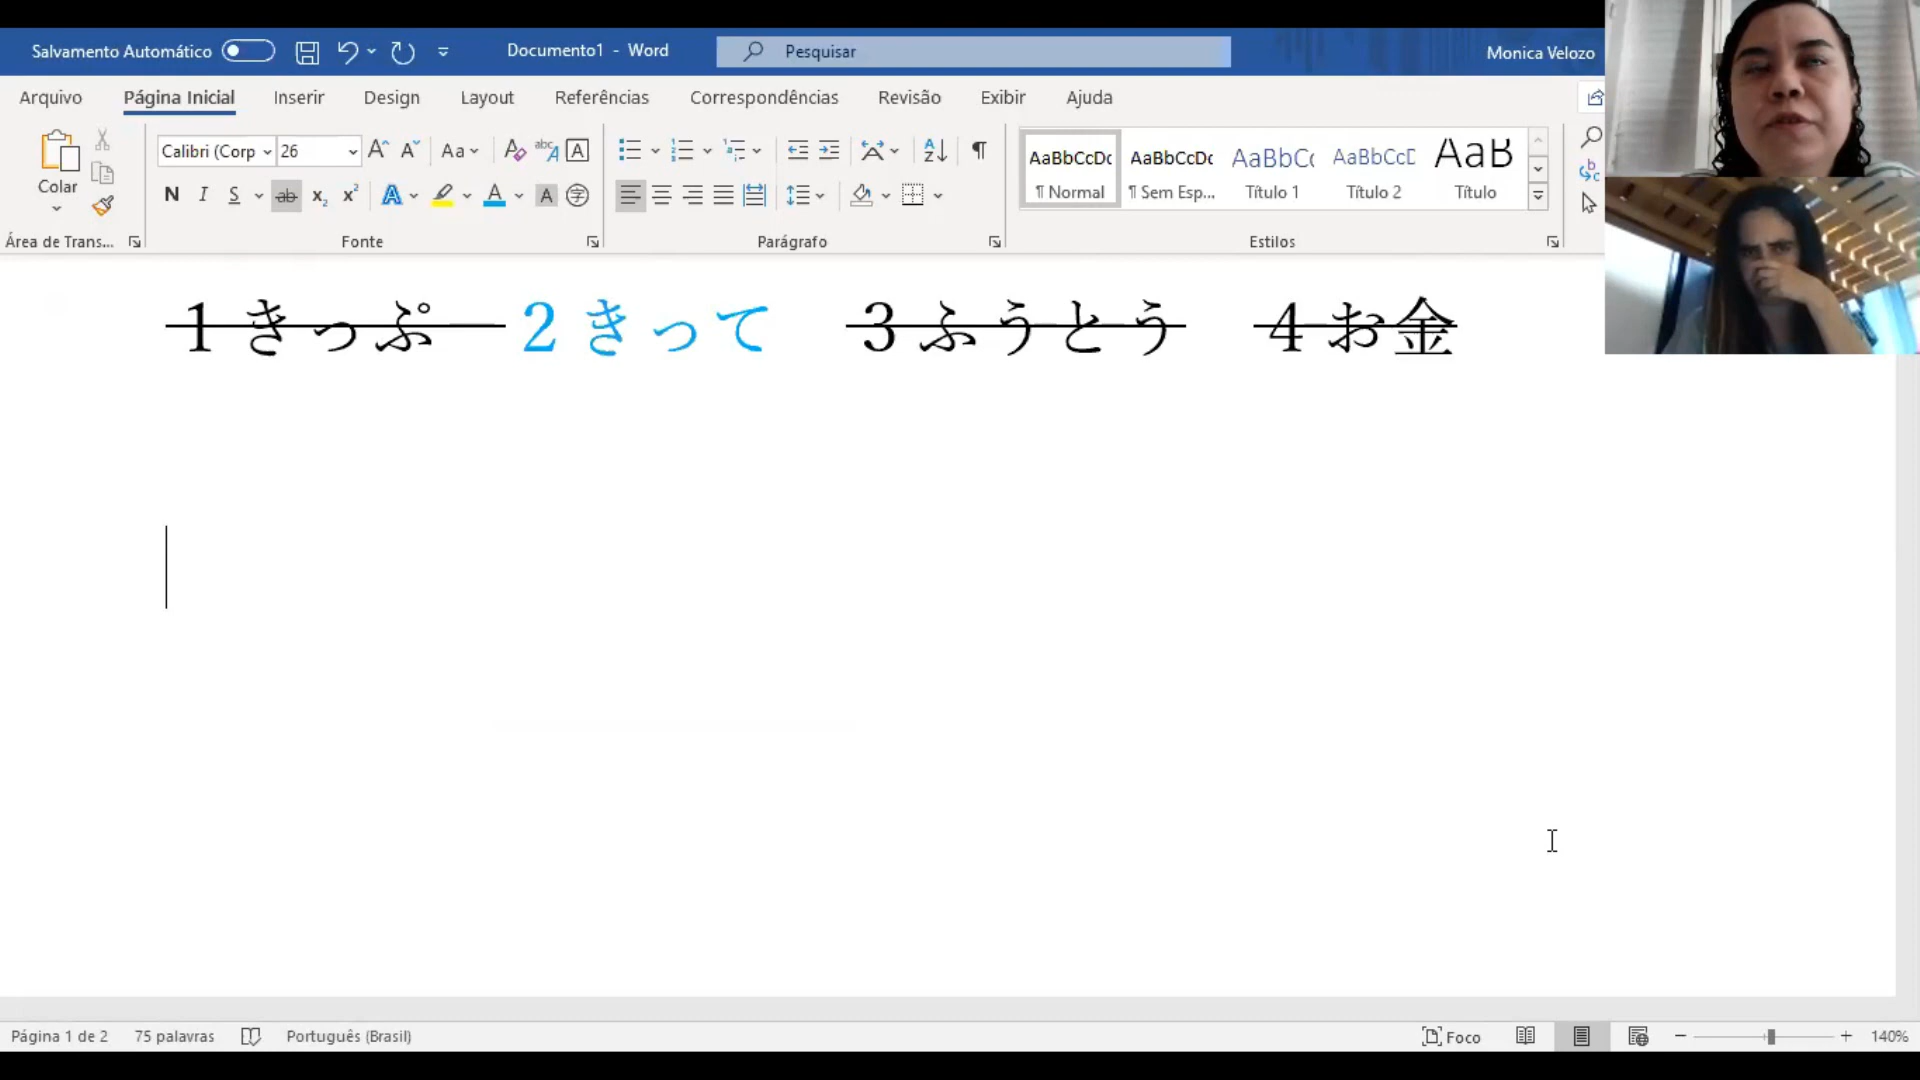 Salvamento Automático Documento1 - Word Pesquisar Monica Velozo
Arquivo Página Inicial Inserir Design Layout Referências Correspondências Revisão Exibir Ajuda
Calibri (Corp 26 Aa AaBbCcDc AaBbCcDc AaBbCc AaBbCcD AaB
Colar N I S ab x₂ x² A A A ¶ Normal ¶ Sem Esp... Título 1 Título 2 Título
Área de Trans... Fonte Parágrafo Estilos
1 きっぷ 2 きって 3 ふうとう 4 お金
Página 1 de 2 75 palavras Português (Brasil) Foco 140%